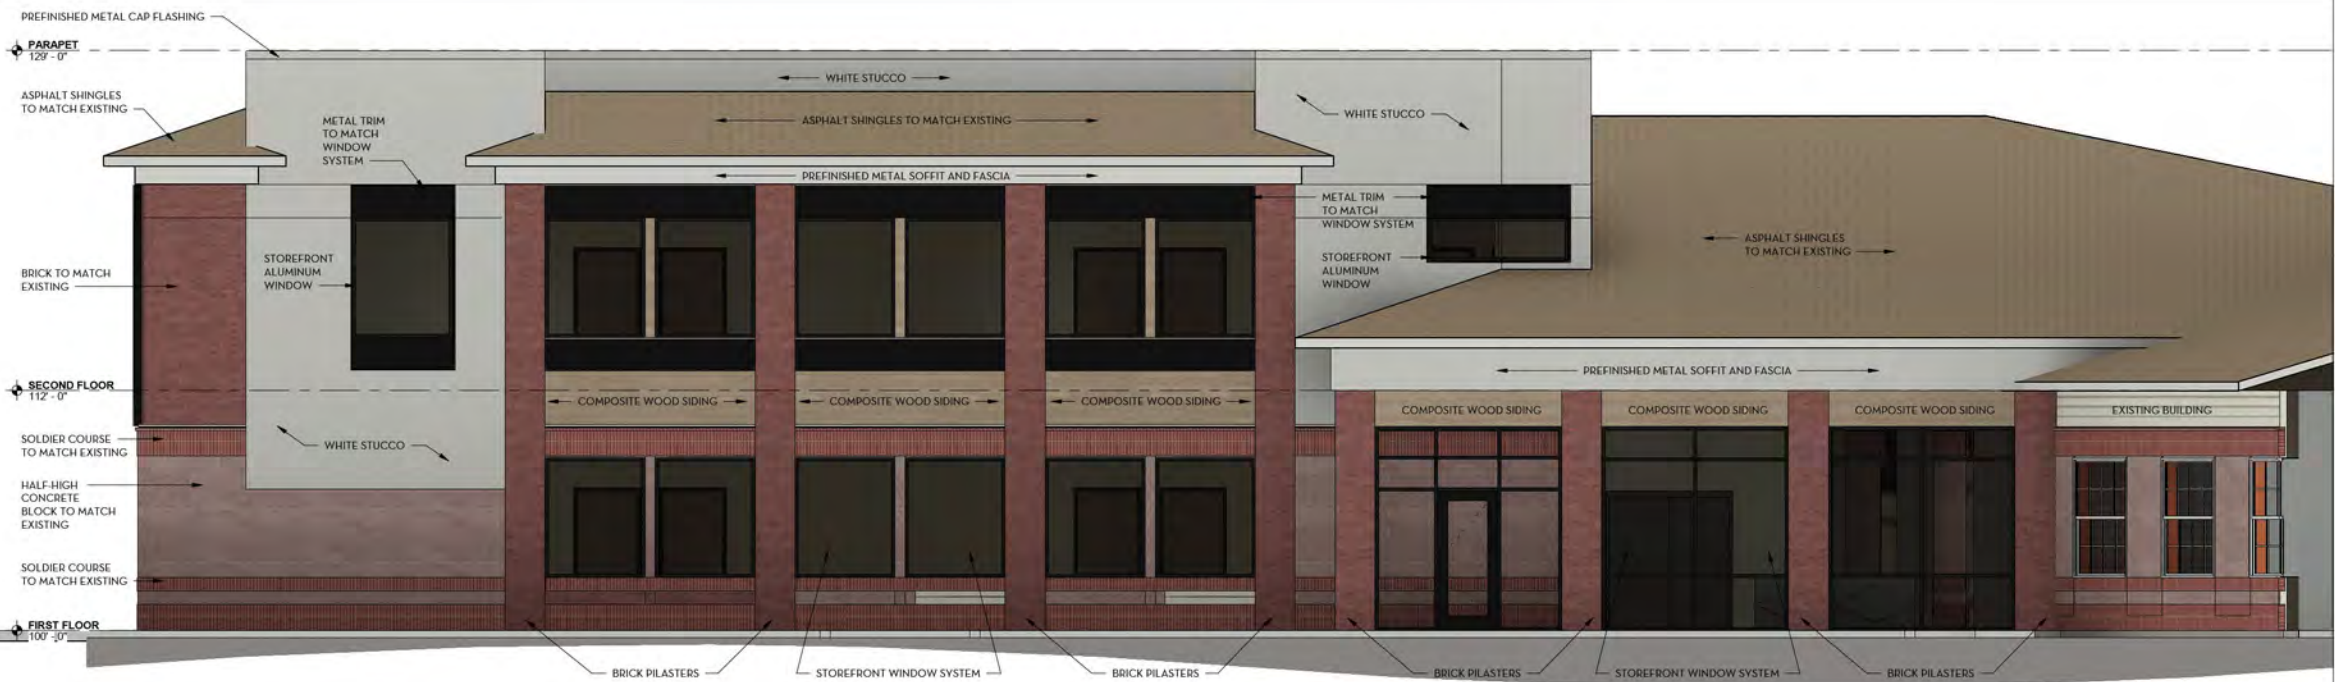 PREFINISHED METAL CAP FLASHING
PARAPET
129' - 0"
WHITE STUCCO
ASPHALT SHINGLES
TO MATCH EXISTING
METAL TRIM
TO MATCH
WINDOW
SYSTEM
ASPHALT SHINGLES TO MATCH EXISTING
WHITE STUCCO
PREFINISHED METAL SOFFIT AND FASCIA
METAL TRIM
TO MATCH
WINDOW SYSTEM
ASPHALT SHINGLES
TO MATCH EXISTING
BRICK TO MATCH
EXISTING
STOREFRONT
ALUMINUM
WINDOW
STOREFRONT
ALUMINUM
WINDOW
PREFINISHED METAL SOFFIT AND FASCIA
SECOND FLOOR
112' - 0"
COMPOSITE WOOD SIDING
COMPOSITE WOOD SIDING
COMPOSITE WOOD SIDING
COMPOSITE WOOD SIDING
COMPOSITE WOOD SIDING
COMPOSITE WOOD SIDING
EXISTING BUILDING
SOLDIER COURSE
TO MATCH EXISTING
WHITE STUCCO
HALF-HIGH
CONCRETE
BLOCK TO MATCH
EXISTING
SOLDIER COURSE
TO MATCH EXISTING
FIRST FLOOR
100' - 0"
BRICK PILASTERS
STOREFRONT WINDOW SYSTEM
BRICK PILASTERS
BRICK PILASTERS
STOREFRONT WINDOW SYSTEM
BRICK PILASTERS